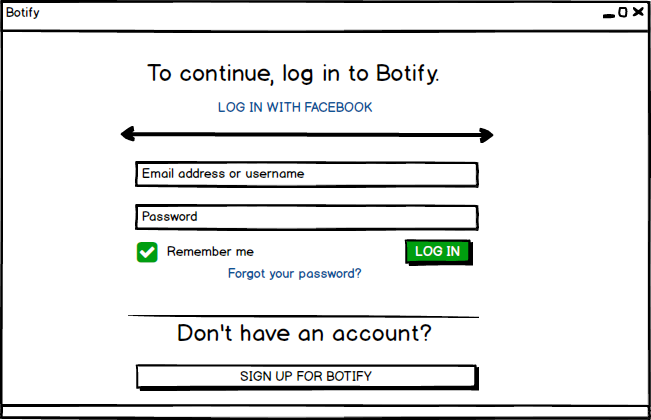 Botify
To continue, log in to Botify.
LOG IN WITH FACEBOOK
Email address or username
Password
Remember me
LOG IN
Forgot your password?
Don't have an account?
SIGN UP FOR BOTIFY